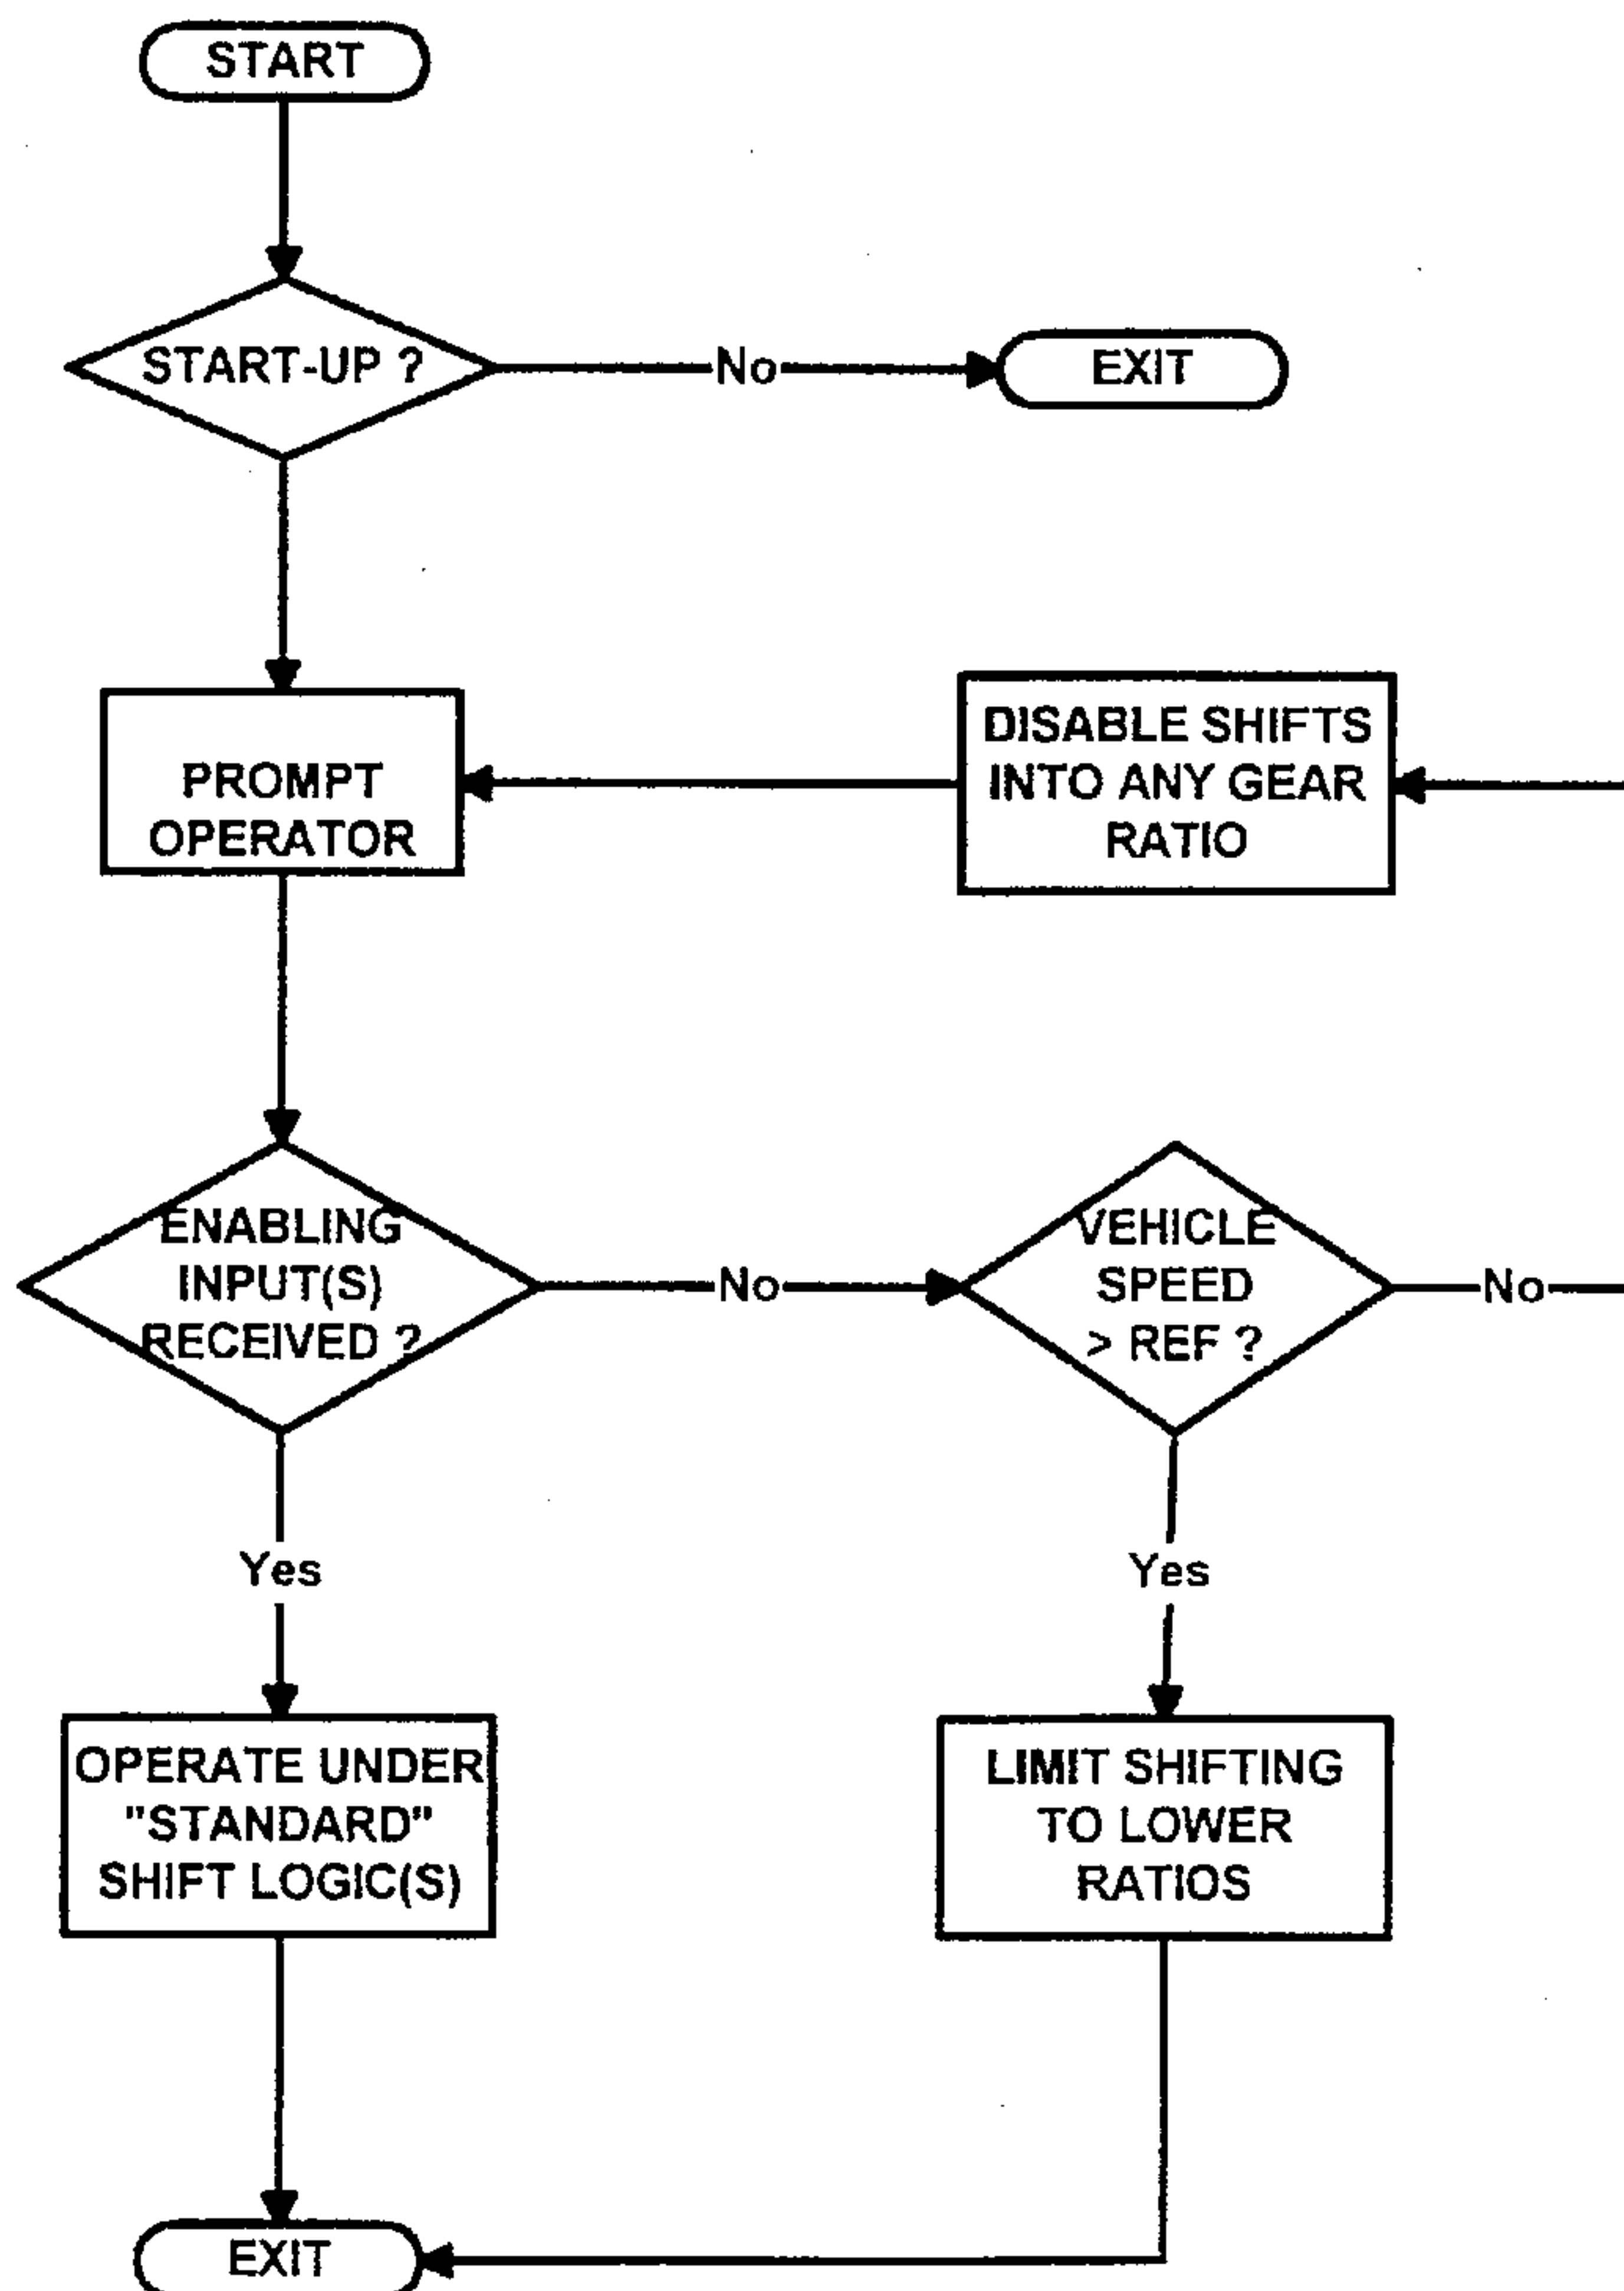 START
START-UP ?
No
EXIT
PROMPT
OPERATOR
DISABLE SHIFTS
INTO ANY GEAR
RATIO
ENABLING
INPUT(S)
RECEIVED ?
No
VEHICLE
SPEED
> REF ?
No
Yes
Yes
OPERATE UNDER
"STANDARD"
SHIFT LOGIC(S)
LIMIT SHIFTING
TO LOWER
RATIOS
EXIT